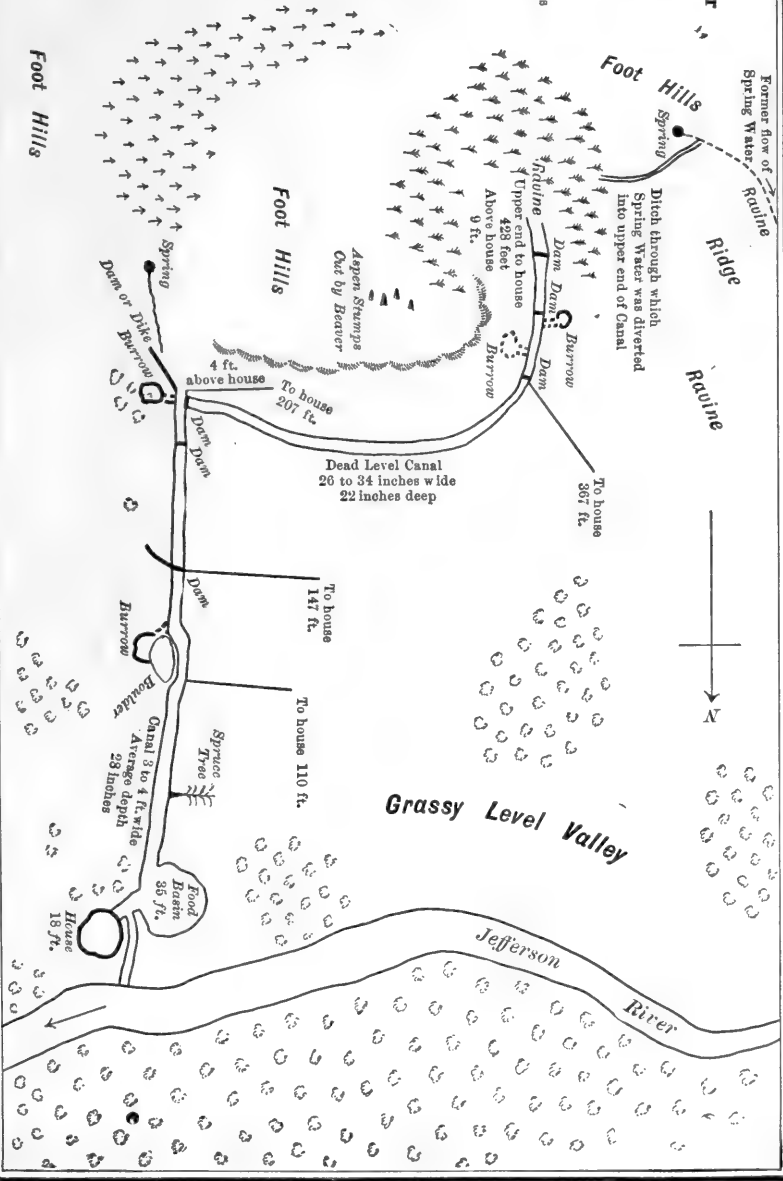 Foot Hills
Former flow of
Spring Water
Ravine
Spring
Ridge
Ravine
Ditch through which
Spring Water was diverted
into upper end of Canal
Foot Hills
Foot Hills
Ravine
Upper end to house
428 feet
Above house
9 ft.
Dam
Dam
Burrow
Dam
Burrow
Aspen Stumps
Cut by Beaver
Spring
Dam or Dike
Burrow
4 ft.
above house
To house
207 ft.
Dam
Dam
Dead Level Canal
26 to 34 inches wide
22 inches deep
To house
367 ft.
Dam
To house
147 ft.
Burrow
Boulder
To house 110 ft.
N
Canal 3 to 4 ft. wide
Average depth
28 inches
Spruce
Tree
Grassy Level Valley
Food
Basin
35 ft.
House
18 ft.
Jefferson
River